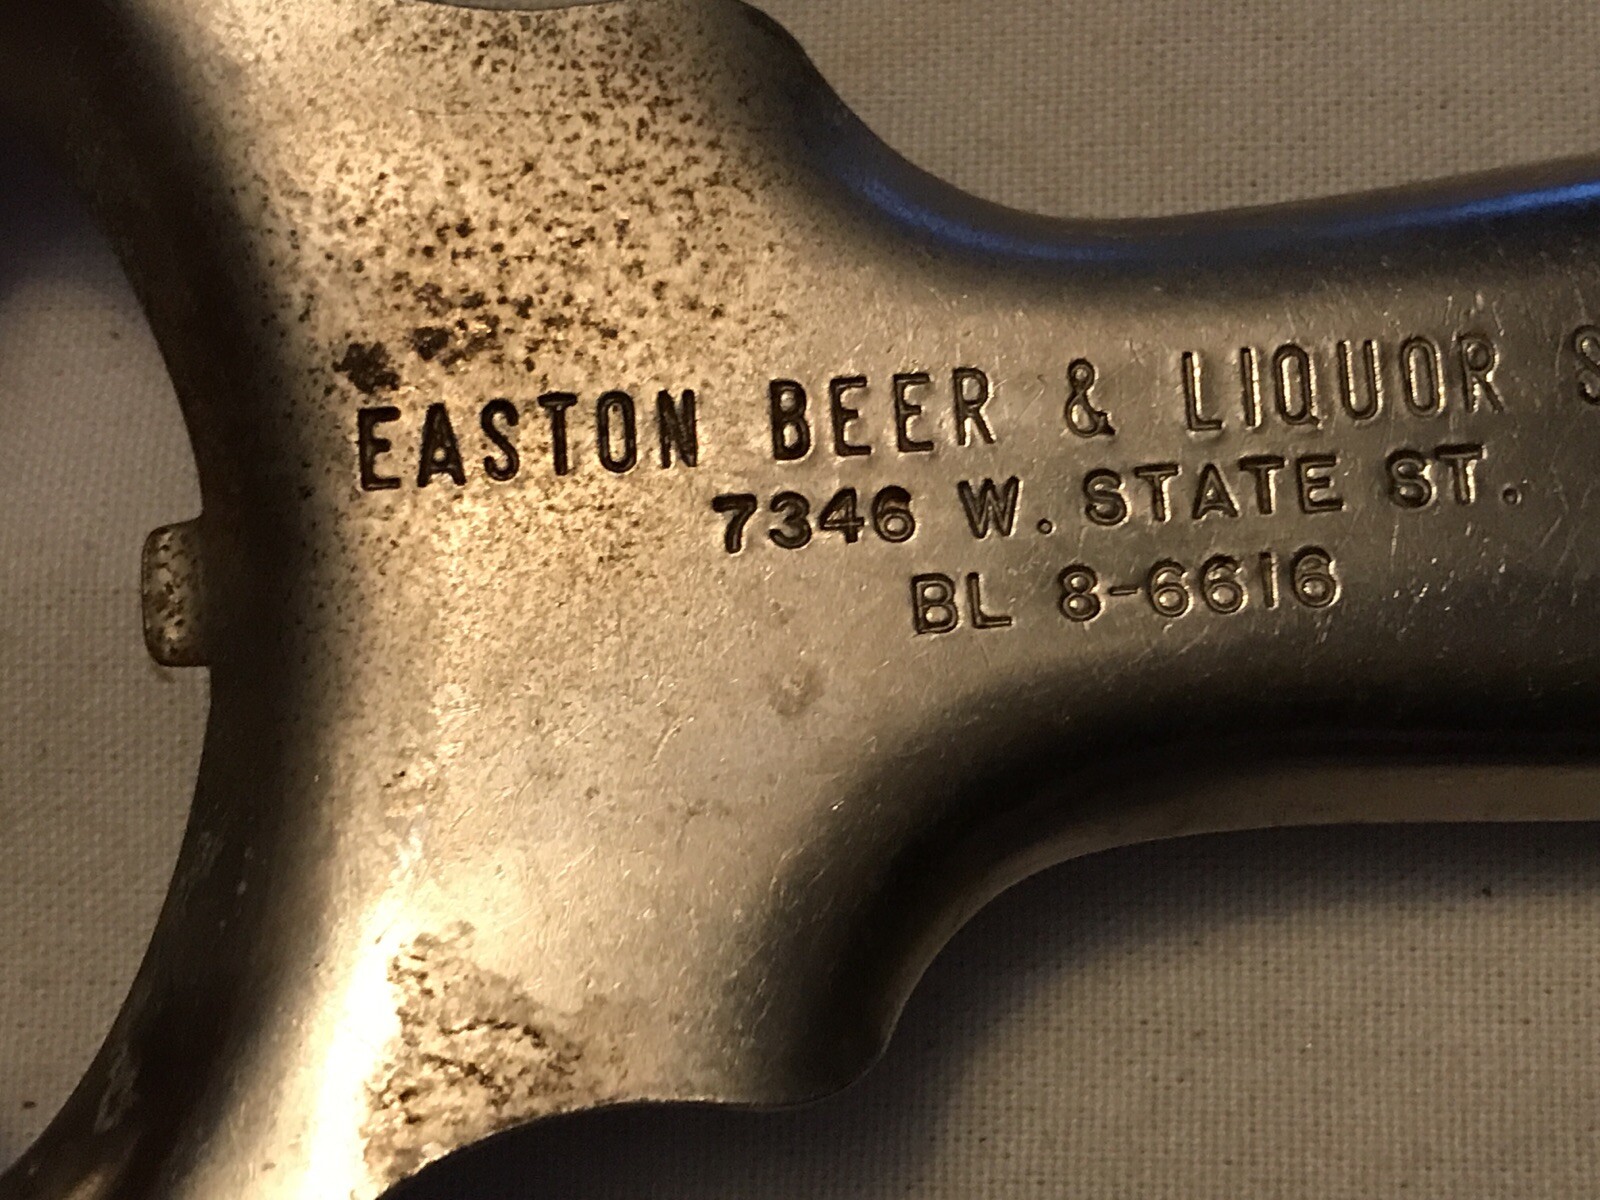 EASTON BEER & LIQUOR S
7346 W. STATE ST.
BL 8-6616